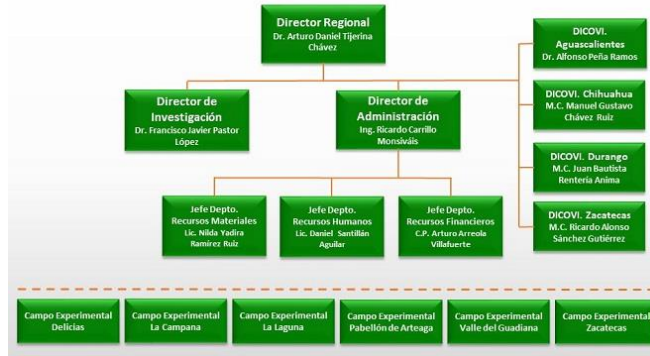 Director Regional
Dr. Arturo Daniel Tijerina
Chávez
DICOVI.
Aguascalientes
Dr. Alfonso Peña Ramos
Director de
Investigación
Dr. Francisco Javier Pastor
López
Director de
Administración
Ing. Ricardo Carrillo
Monsiváis
DICOVI. Chihuahua
M.C. Manuel Gustavo
Chávez Ruiz
DICOVI. Durango
M.C. Juan Bautista
Rentería Anima
Jefe Depto.
Recursos Materiales
Lic. Nilda Yadira
Ramírez Ruiz
Jefe Depto.
Recursos Humanos
Lic. Daniel Santillán
Aguilar
Jefe Depto.
Recursos Financieros
C.P. Arturo Arreola
Villafuerte
DICOVI. Zacatecas
M.C. Ricardo Alonso
Sánchez Gutiérrez
Campo Experimental
Delicias
Campo Experimental
La Campana
Campo Experimental
La Laguna
Campo Experimental
Pabellón de Arteaga
Campo Experimental
Valle del Guadiana
Campo Experimental
Zacatecas